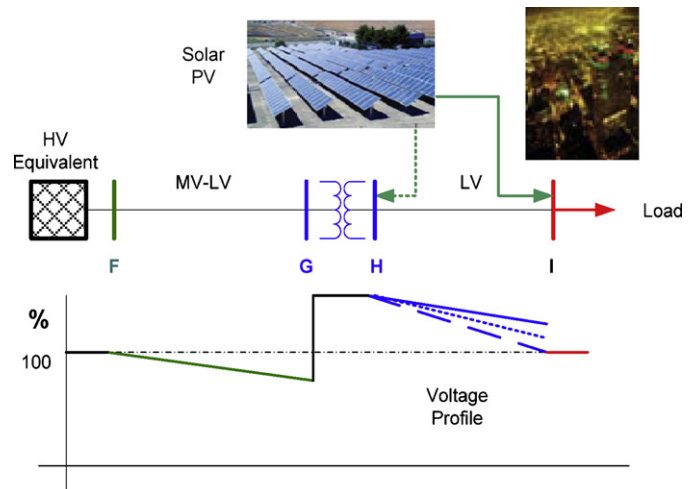 Solar
PV
HV
Equivalent
MV-LV
LV
Load
F
G
H
I
%
100
Voltage
Profile